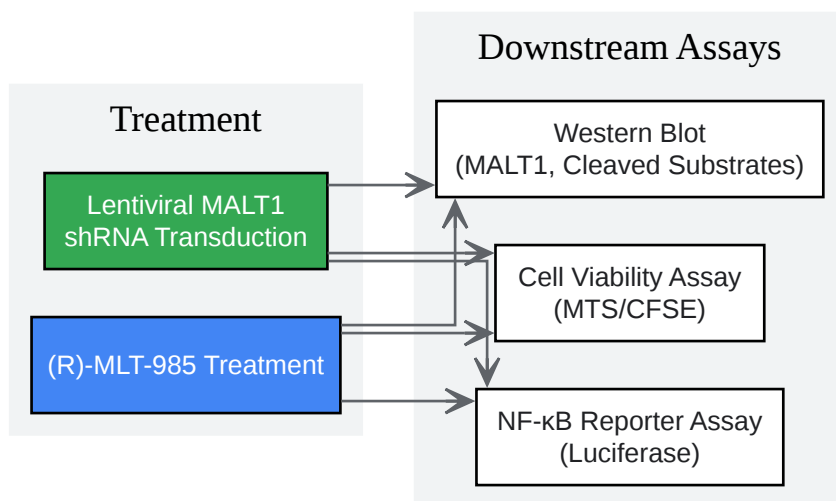 Treatment
Lentiviral MALT1
shRNA Transduction
(R)-MLT-985 Treatment
Downstream Assays
Western Blot
(MALT1, Cleaved Substrates)
Cell Viability Assay
(MTS/CFSE)
NF-κB Reporter Assay
(Luciferase)